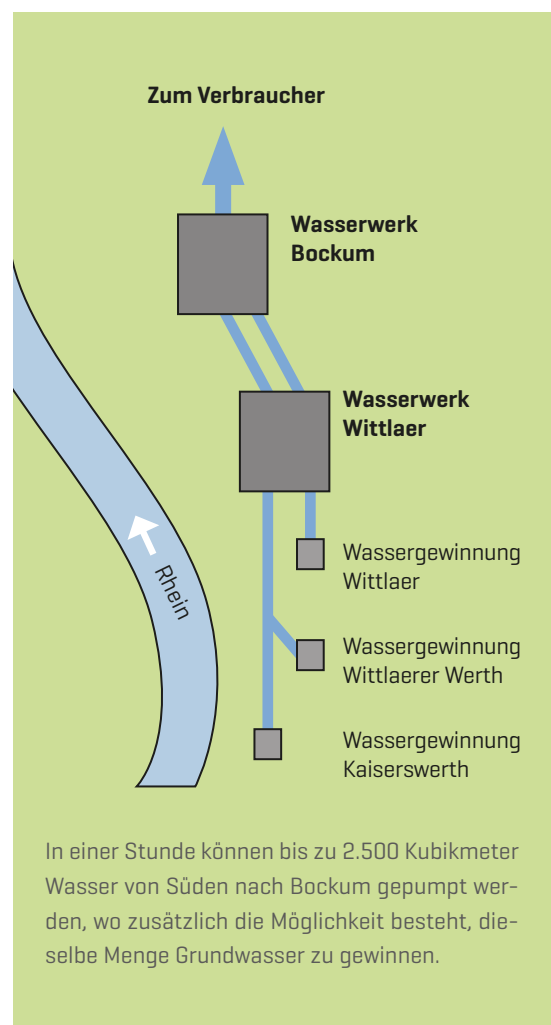 Zum Verbraucher
Wasserwerk
Bockum
Wasserwerk
Wittlaer
Wassergewinnung
Wittlaer
Rhein
Wassergewinnung
Wittlaerer Werth
Wassergewinnung
Kaiserswerth
In einer Stunde können bis zu 2.500 Kubikmeter
Wasser von Süden nach Bockum gepumpt wer-
den, wo zusätzlich die Möglichkeit besteht, die-
selbe Menge Grundwasser zu gewinnen.